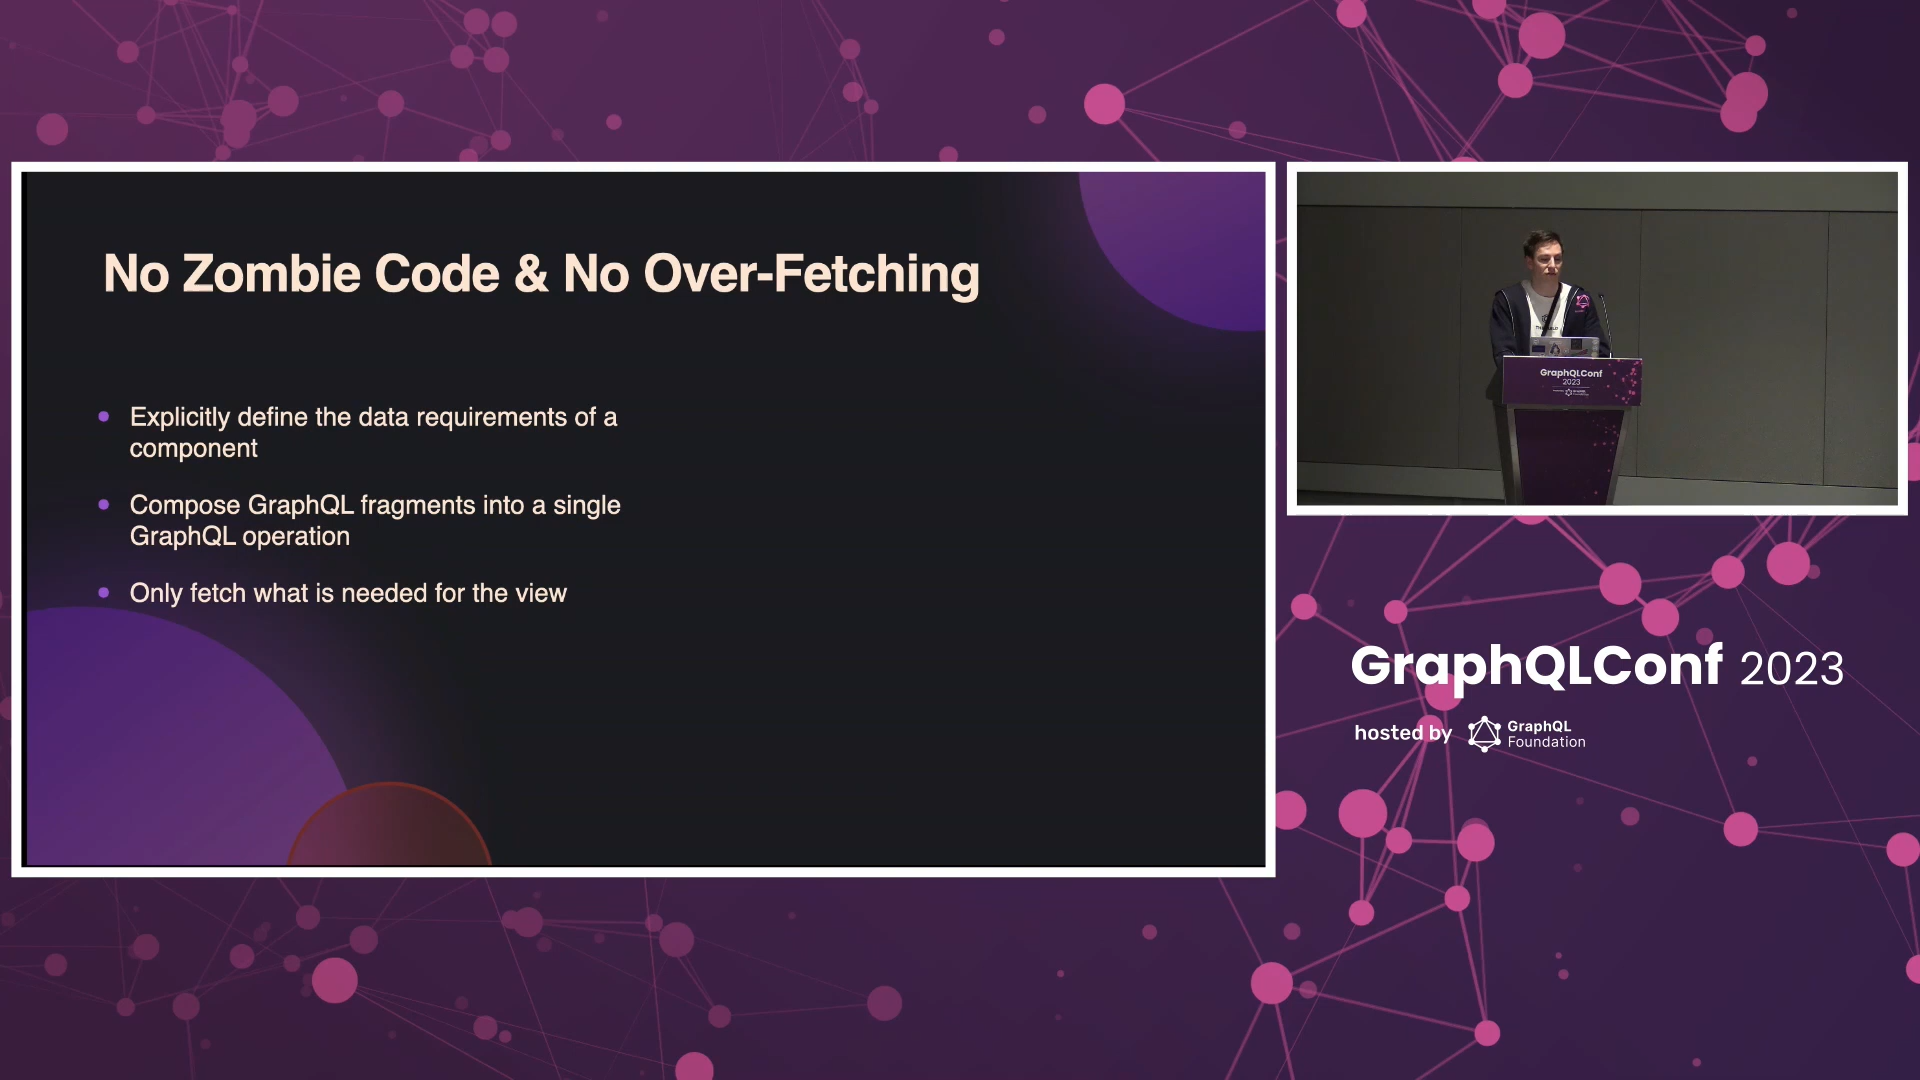 No Zombie Code & No Over-Fetching
Explicitly define the data requirements of a
component
Compose GraphQL fragments into a single
GraphQL operation
Only fetch what is needed for the view
GraphQLConf
2023
GraphQLConf 2023
hosted by
GraphQL
Foundation